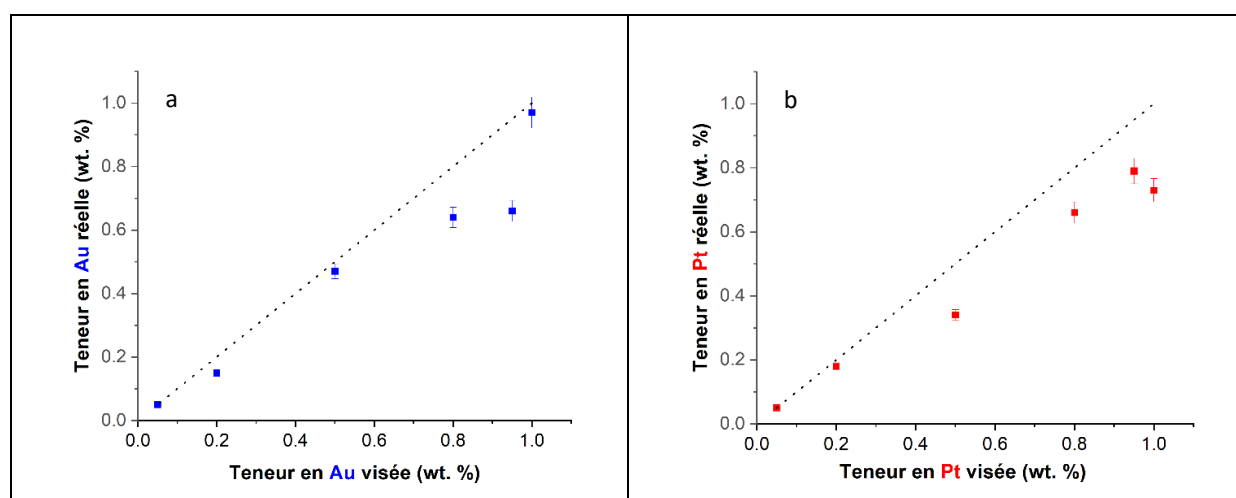 a
Teneur en Au réelle (wt. %)
1.0
0.8
0.6
0.4
0.2
0.0
0.0 0.2 0.4 0.6 0.8 1.0
Teneur en Au visée (wt. %)
b
Teneur en Pt réelle (wt. %)
1.0
0.8
0.6
0.4
0.2
0.0
0.0 0.2 0.4 0.6 0.8 1.0
Teneur en Pt visée (wt. %)